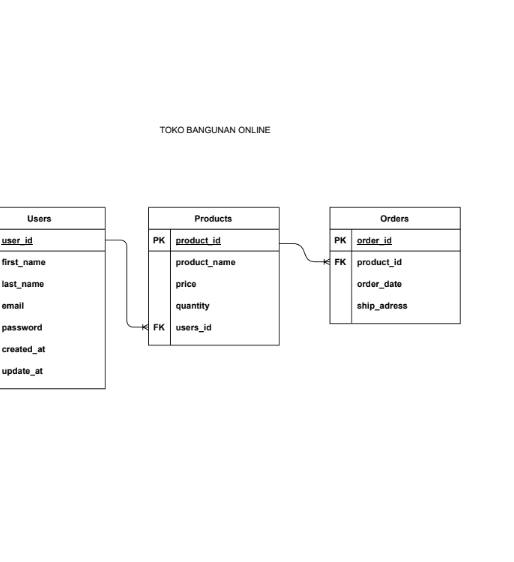 TOKO BANGUNAN ONLINE
Users
user_id
first_name
last_name
email
password
created_at
update_at
Products
PK product_id
product_name
price
quantity
FK users_id
Orders
PK order_id
FK product_id
order_date
ship_adress